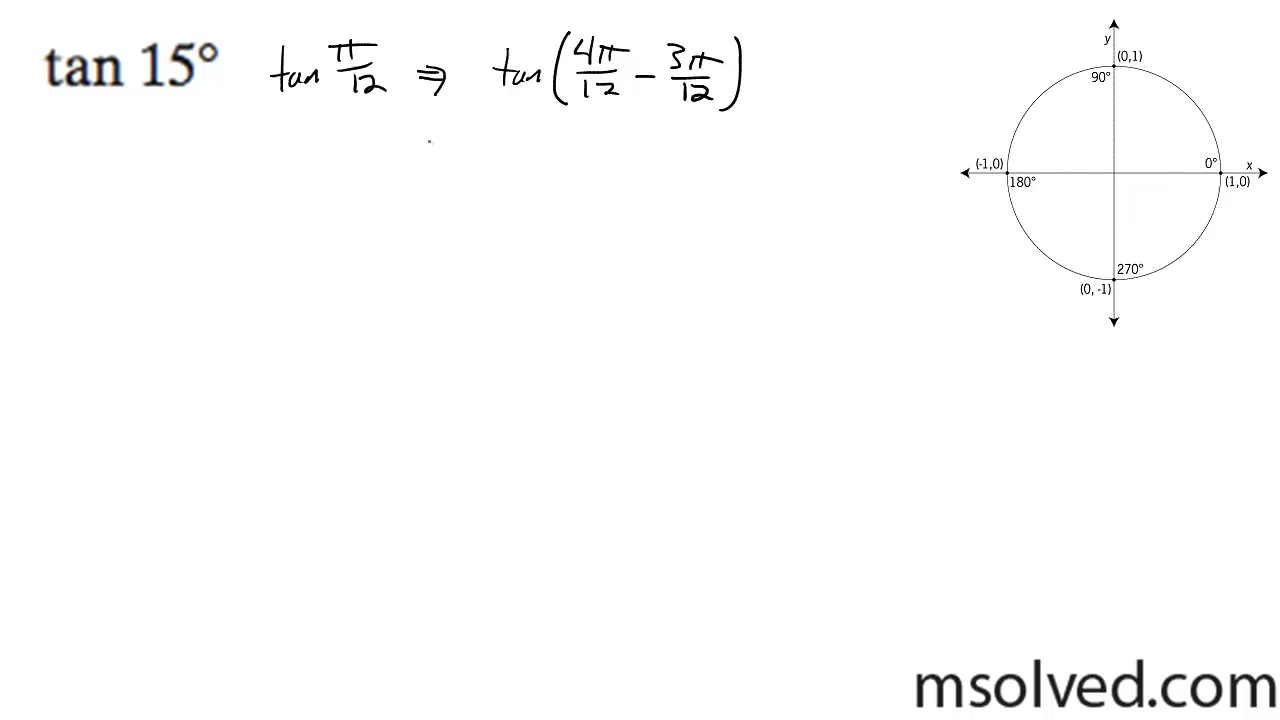 tan 15° tan π/12 ⇒ tan(4π/12 − 3π/12)
y
(0,1)
90°
(-1,0)
0°
x
180°
(1,0)
270°
(0, -1)
msolved.com